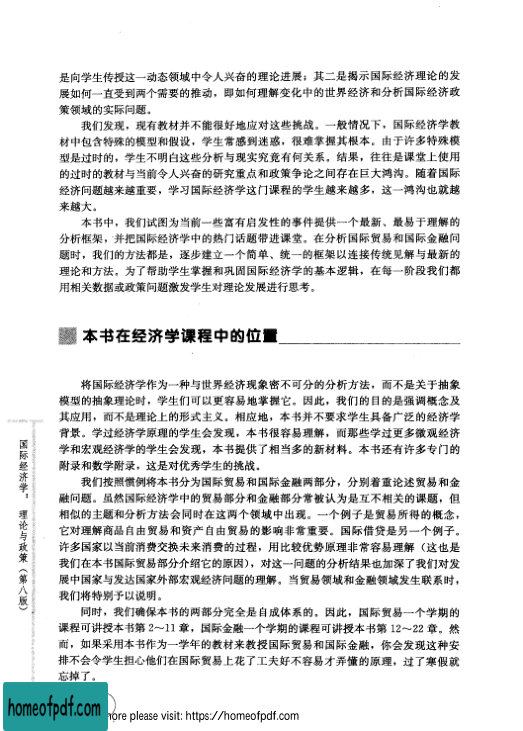 是向学生传授这一动态领域中令人兴奋的理论进展；其二是揭示国际经济理论的发
展如何一直受到两个需要的推动，即如何理解变化中的世界经济和分析国际经济政
策领域的实际问题。
我们发现，现有教材并不能很好地应对这些挑战。一般情况下，国际经济学教
材中包含特殊的模型和假设，学生常感到迷惑，很难掌握其根本。由于许多特殊模
型是过时的，学生不明白这些分析与现实究竟有何关系。结果，往往是课堂上使用
的过时的教材与当前令人兴奋的研究重点和政策争论之间存在巨大鸿沟。随着国际
经济问题越来越重要，学习国际经济学这门课程的学生越来越多，这一鸿沟也就越
来越大。
本书中，我们试图为当前一些富有启发性的事件提供一个最新、最易于理解的
分析框架，并把国际经济学中的热门话题带进课堂。在分析国际贸易和国际金融问
题时，我们的方法都是，逐步建立一个简单、统一的框架以连接传统见解与最新的
理论和方法。为了帮助学生掌握和巩固国际经济学的基本逻辑，在每一阶段我们都
用相关数据或政策问题激发学生对理论发展进行思考。
本书在经济学课程中的位置
将国际经济学作为一种与世界经济现象密不可分的分析方法，而不是关于抽象
模型的抽象理论时，学生们可以更容易地掌握它。因此，我们的目的是强调概念及
其应用，而不是理论上的形式主义。相应地，本书并不要求学生具备广泛的经济学
背景。学过经济学原理的学生会发现，本书很容易理解，而那些学过更多微观经济
学和宏观经济学的学生会发现，本书提供了相当多的新材料。本书还有许多专门的
附录和数学附录，这是对优秀学生的挑战。
我们按照惯例将本书分为国际贸易和国际金融两部分，分别着重论述贸易和金
融问题。虽然国际经济学中的贸易部分和金融部分常被认为是互不相关的课题，但
相似的主题和分析方法会同时在这两个领域中出现。一个例子是贸易所得的概念，
它对理解商品自由贸易和资产自由贸易的影响非常重要。国际借贷是另一个例子。
许多国家以当前消费交换未来消费的过程，用比较优势原理非常容易理解（这也是
我们在本书国际贸易部分介绍它的原因），对这一问题的分析结果也加深了我们对发
展中国家与发达国家外部宏观经济问题的理解。当贸易领域和金融领域发生联系时，
我们将特别予以说明。
同时，我们确保本书的两部分完全是自成体系的。因此，国际贸易一个学期的
课程可讲授本书第2～11章，国际金融一个学期的课程可讲授本书第12～22章。然
而，如果采用本书作为一学年的教材来教授国际贸易和国际金融，你会发现这种安
排不会令学生担心他们在国际贸易上花了工夫好不容易才弄懂的原理，过了寒假就
忘掉了。
国际经济学：理论与政策（第八版）
homeofpdf.com
ore please visit: https://homeofpdf.com